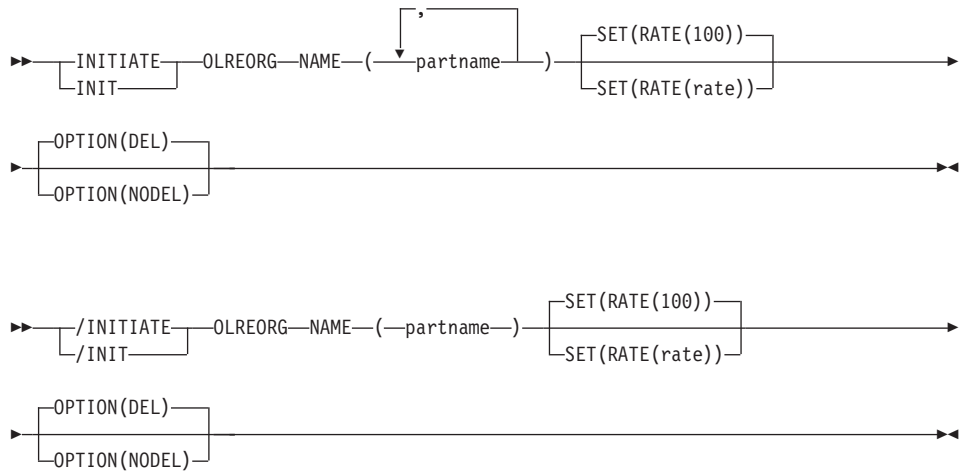 ,
SET(RATE(100))
INITIATE OLREORG NAME ( partname )
INIT SET(RATE(rate))
OPTION(DEL)
OPTION(NODEL)
SET(RATE(100))
/INITIATE OLREORG NAME ( partname )
/INIT SET(RATE(rate))
OPTION(DEL)
OPTION(NODEL)